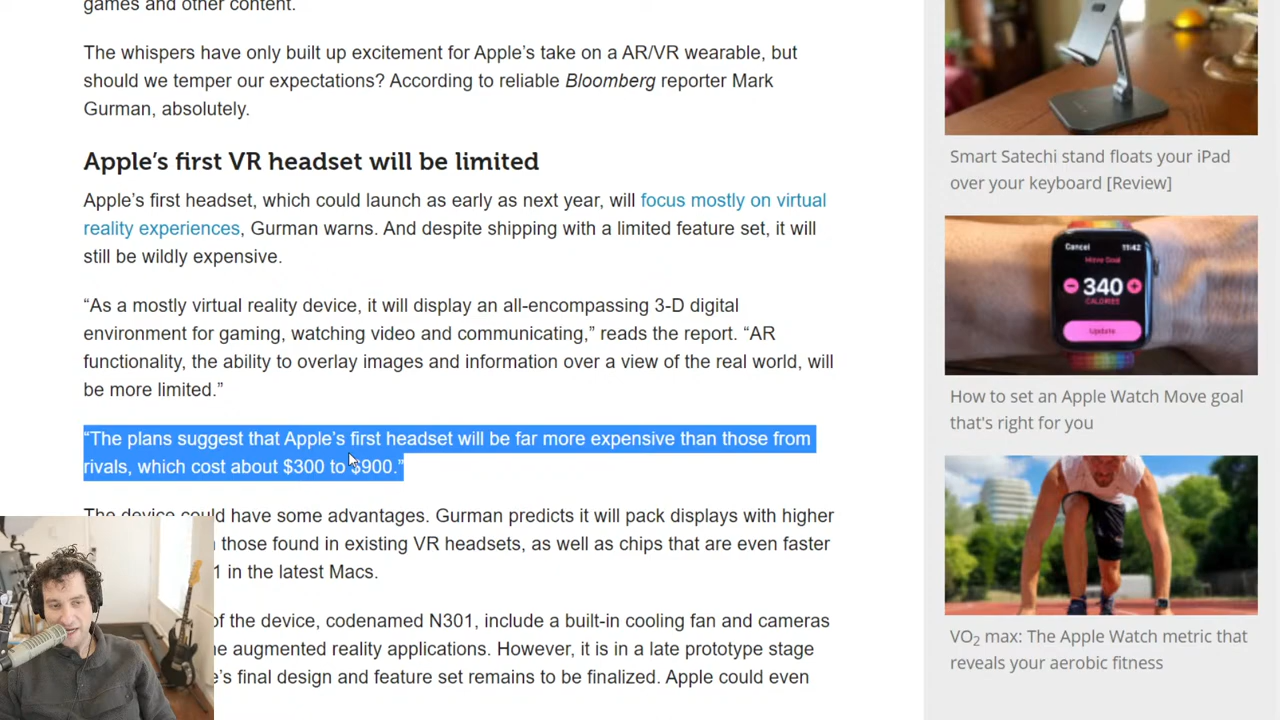 games and other content.
The whispers have only built up excitement for Apple’s take on a AR/VR wearable, but
should we temper our expectations? According to reliable Bloomberg reporter Mark
Gurman, absolutely.
Apple’s first VR headset will be limited
Apple’s first headset, which could launch as early as next year, will focus mostly on virtual
reality experiences, Gurman warns. And despite shipping with a limited feature set, it will
still be wildly expensive.
“As a mostly virtual reality device, it will display an all-encompassing 3-D digital
environment for gaming, watching video and communicating,” reads the report. “AR
functionality, the ability to overlay images and information over a view of the real world, will
be more limited.”
“The plans suggest that Apple’s first headset will be far more expensive than those from
rivals, which cost about $300 to $900.”
The device could have some advantages. Gurman predicts it will pack displays with higher
those found in existing VR headsets, as well as chips that are even faster
1 in the latest Macs.
of the device, codenamed N301, include a built-in cooling fan and cameras
augmented reality applications. However, it is in a late prototype stage
’s final design and feature set remains to be finalized. Apple could even
Smart Satechi stand floats your iPad
over your keyboard [Review]
Cancel 11:42
Move Goal
340
CALORIES
Update
How to set an Apple Watch Move goal
that's right for you
VO2 max: The Apple Watch metric that
reveals your aerobic fitness